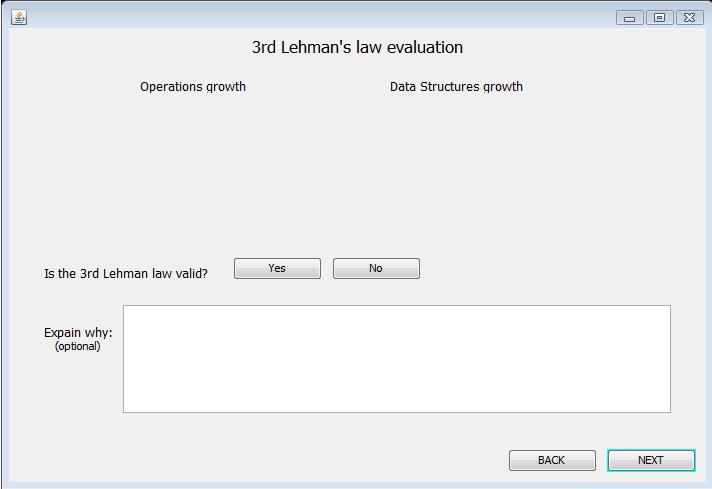 3rd Lehman's law evaluation
Operations growth Data Structures growth
Is the 3rd Lehman law valid? Yes No
Expain why:
(optional)
BACK NEXT